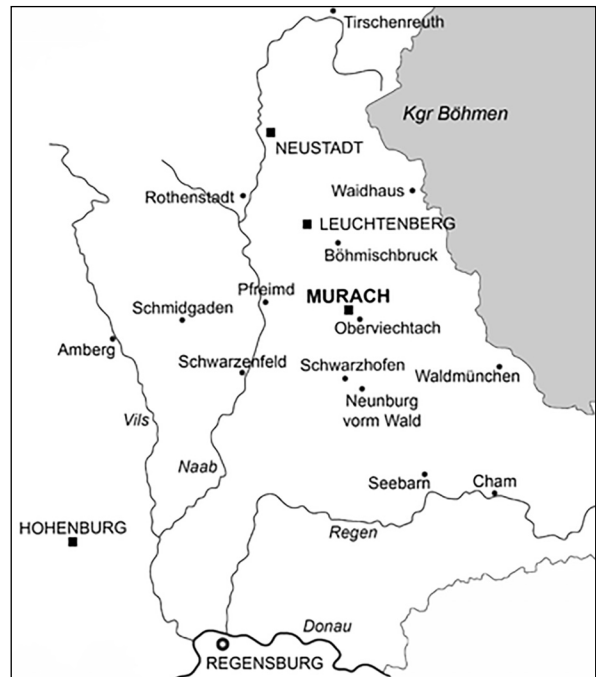 Tirschenreuth
Kgr Böhmen
NEUSTADT
Rothenstadt
Waidhaus
LEUCHTENBERG
Böhmischbruck
Pfreimd
MURACH
Schmidgaden
Oberviechtach
Amberg
Schwarzenfeld
Schwarzhofen
Waldmünchen
Neunburg
vorm Wald
Vils
Naab
Seebarn
Cham
HOHENBURG
Regen
Donau
REGENSBURG